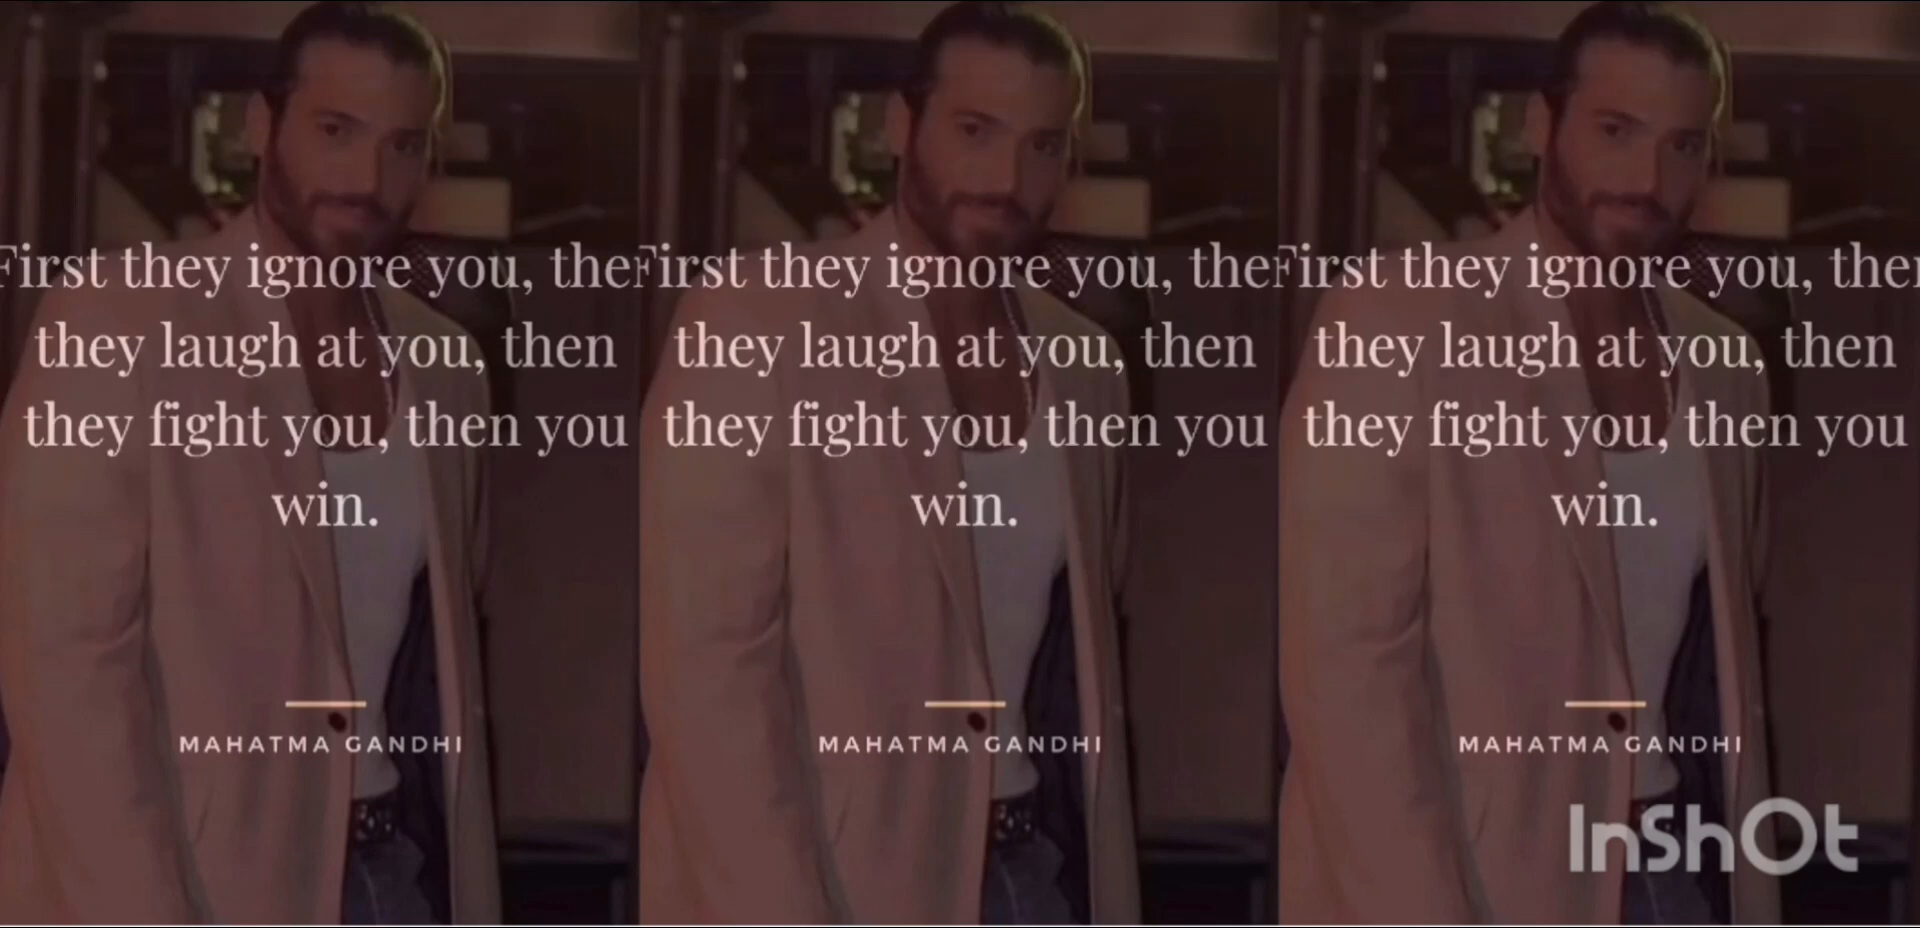 First they ignore you, the
they laugh at you, then
they fight you, then you
win.
MAHATMA GANDHI
First they ignore you, the
they laugh at you, then
they fight you, then you
win.
MAHATMA GANDHI
First they ignore you, then
they laugh at you, then
they fight you, then you
win.
MAHATMA GANDHI
InShOt